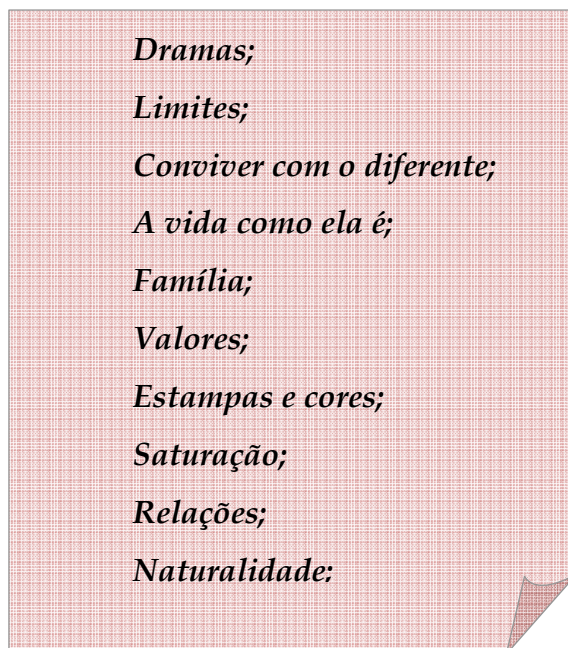 Dramas;
Limites;
Conviver com o diferente;
A vida como ela é;
Família;
Valores;
Estampas e cores;
Saturação;
Relações;
Naturalidade: